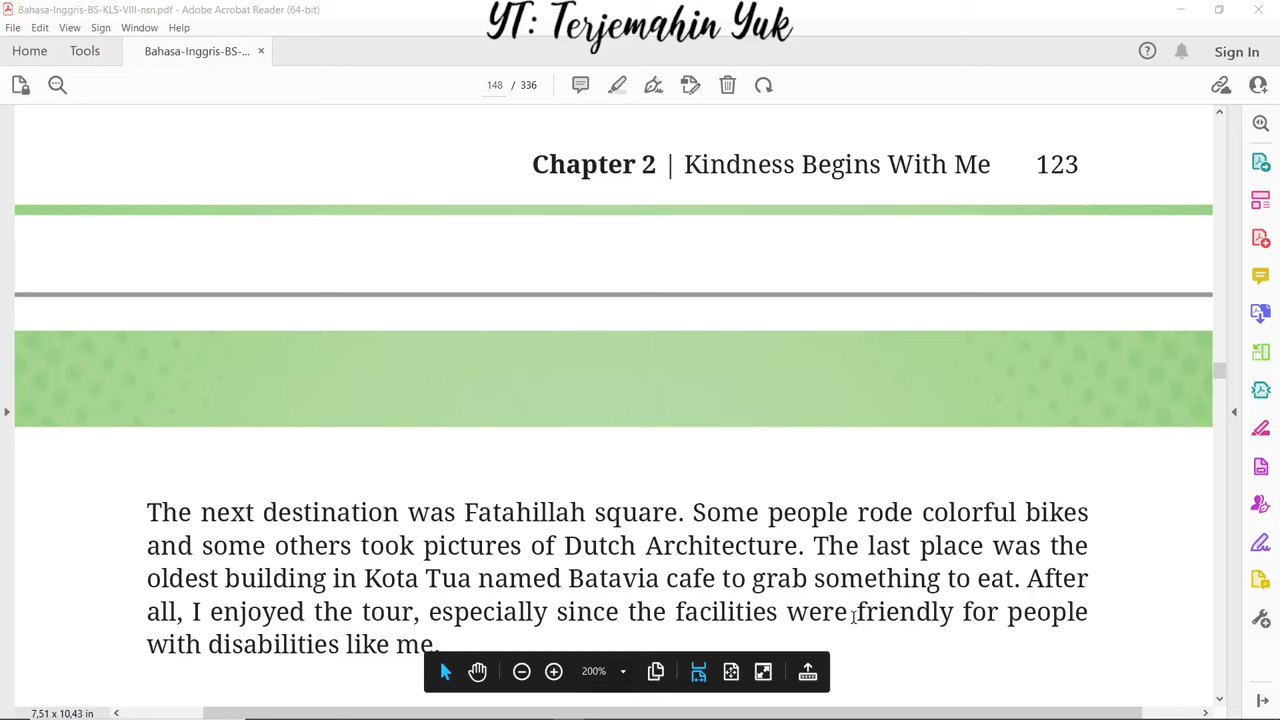 Bahasa-Inggris-BS-KLS-VIII-nsn.pdf - Adobe Acrobat Reader (64-bit)
YT: Terjemahin Yuk
File Edit View Sign Window Help
Home Tools Bahasa-Inggris-BS-... × Sign In
148 / 336
Chapter 2 | Kindness Begins With Me 123
The next destination was Fatahillah square. Some people rode colorful bikes
and some others took pictures of Dutch Architecture. The last place was the
oldest building in Kota Tua named Batavia cafe to grab something to eat. After
all, I enjoyed the tour, especially since the facilities were friendly for people
with disabilities like me.
200%
7,51 x 10,43 in